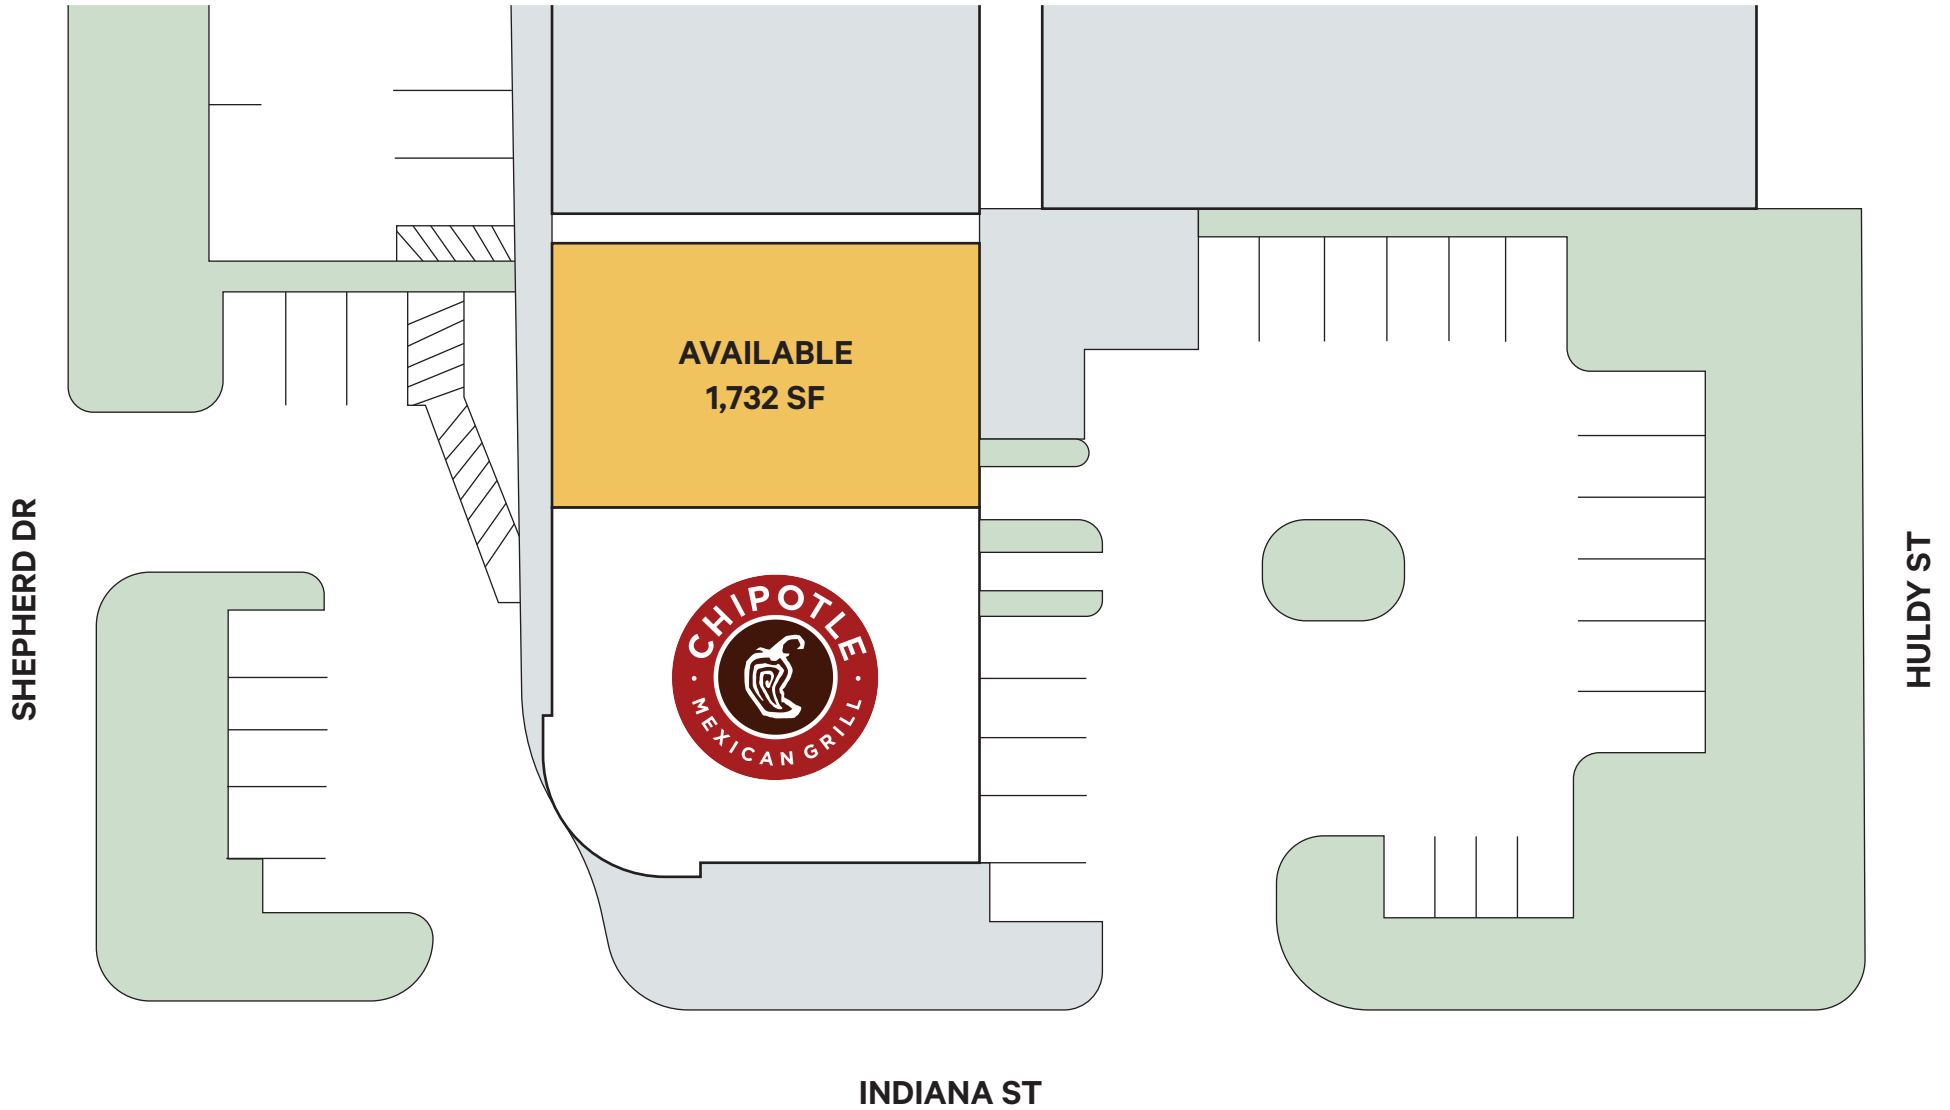 AVAILABLE
1,732 SF
SHEPHERD DR
HULDY ST
CHIPOTLE
MEXICAN GRILL
INDIANA ST